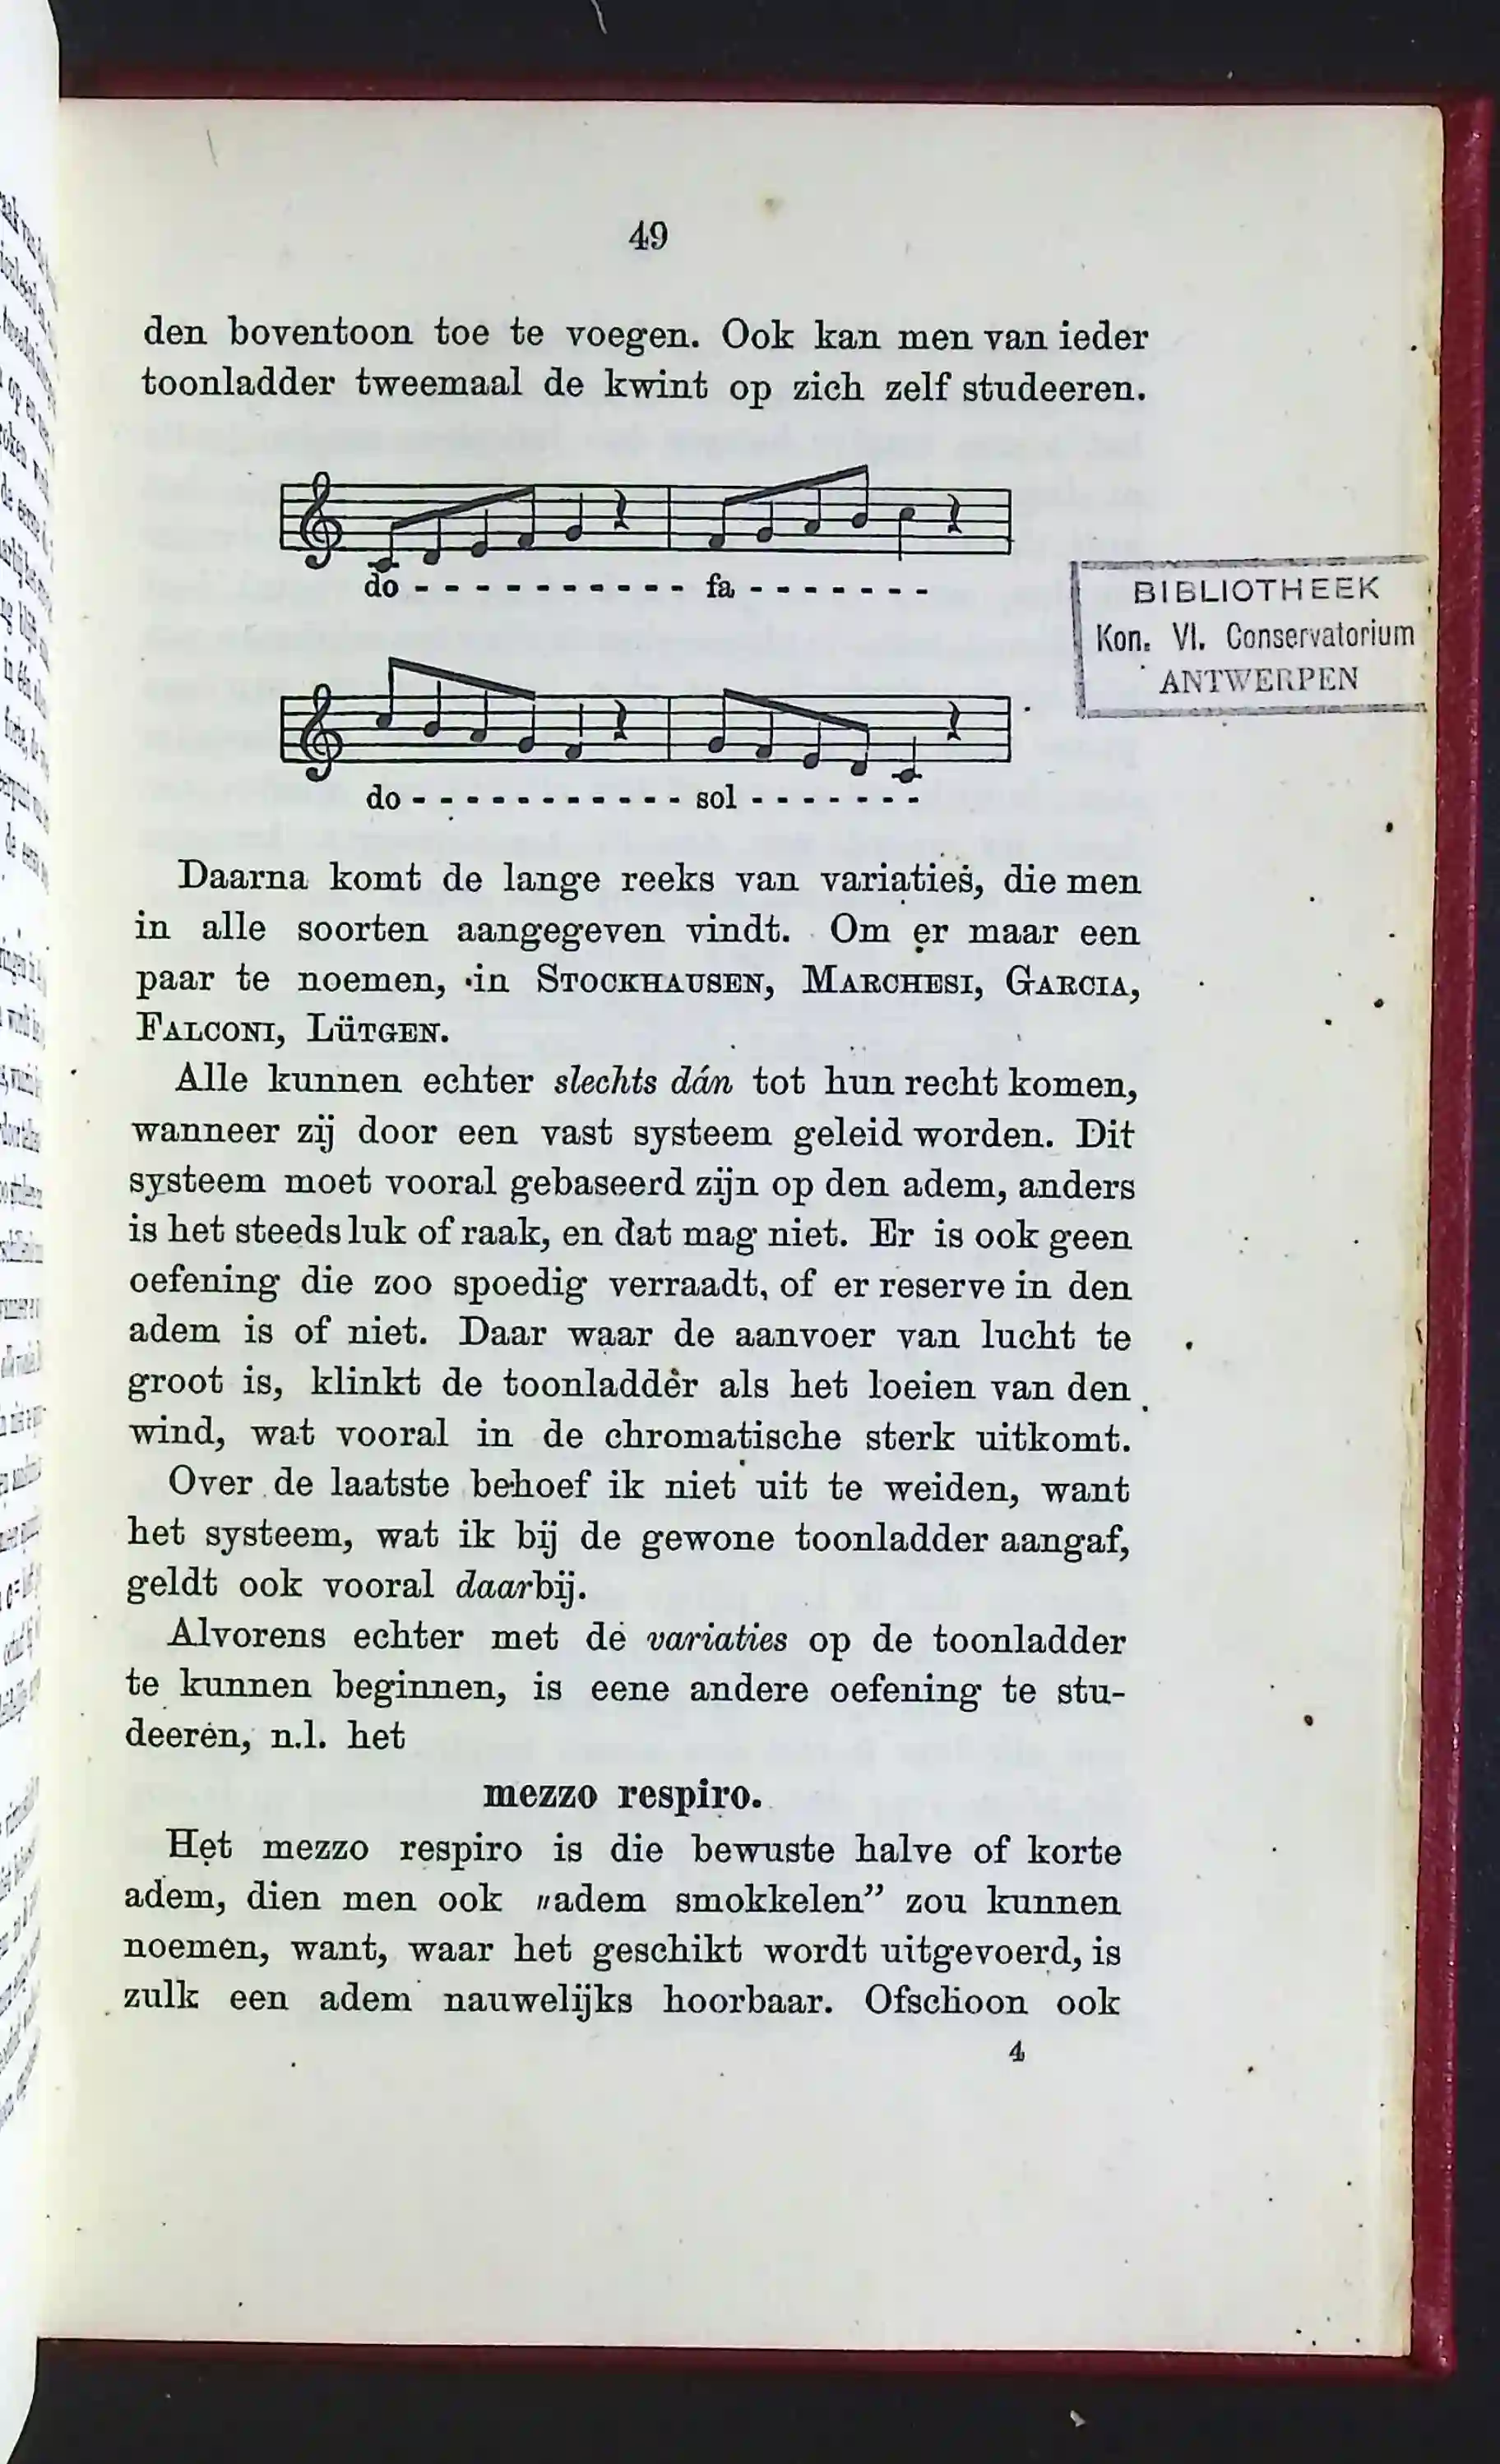 49
den boventoon toe te voegen. Ook kan men van ieder
toonladder tweemaal de kwint op zich zelf studeeren.
do - - - - - - - - - - - fa - - - - - - -
BIBLIOTHEEK
Kon. Vl. Conservatorium
ANTWERPEN
do - - - - - - - - - - - sol - - - - - - -
Daarna komt de lange reeks van variaties, die men
in alle soorten aangegeven vindt. Om er maar een
paar te noemen, in STOCKHAUSEN, MARCHESI, GARCIA,
FALCONI, LüTGEN.
Alle kunnen echter slechts dán tot hun recht komen,
wanneer zij door een vast systeem geleid worden. Dit
systeem moet vooral gebaseerd zijn op den adem, anders
is het steeds luk of raak, en dat mag niet. Er is ook geen
oefening die zoo spoedig verraadt, of er reserve in den
adem is of niet. Daar waar de aanvoer van lucht te
groot is, klinkt de toonladder als het loeien van den
wind, wat vooral in de chromatische sterk uitkomt.
Over de laatste behoef ik niet uit te weiden, want
het systeem, wat ik bij de gewone toonladder aangaf,
geldt ook vooral daarbij.
Alvorens echter met de variaties op de toonladder
te kunnen beginnen, is eene andere oefening te stu-
deeren, n.l. het
mezzo respiro.
Het mezzo respiro is die bewuste halve of korte
adem, dien men ook „adem smokkelen” zou kunnen
noemen, want, waar het geschikt wordt uitgevoerd, is
zulk een adem nauwelijks hoorbaar. Ofschoon ook
4